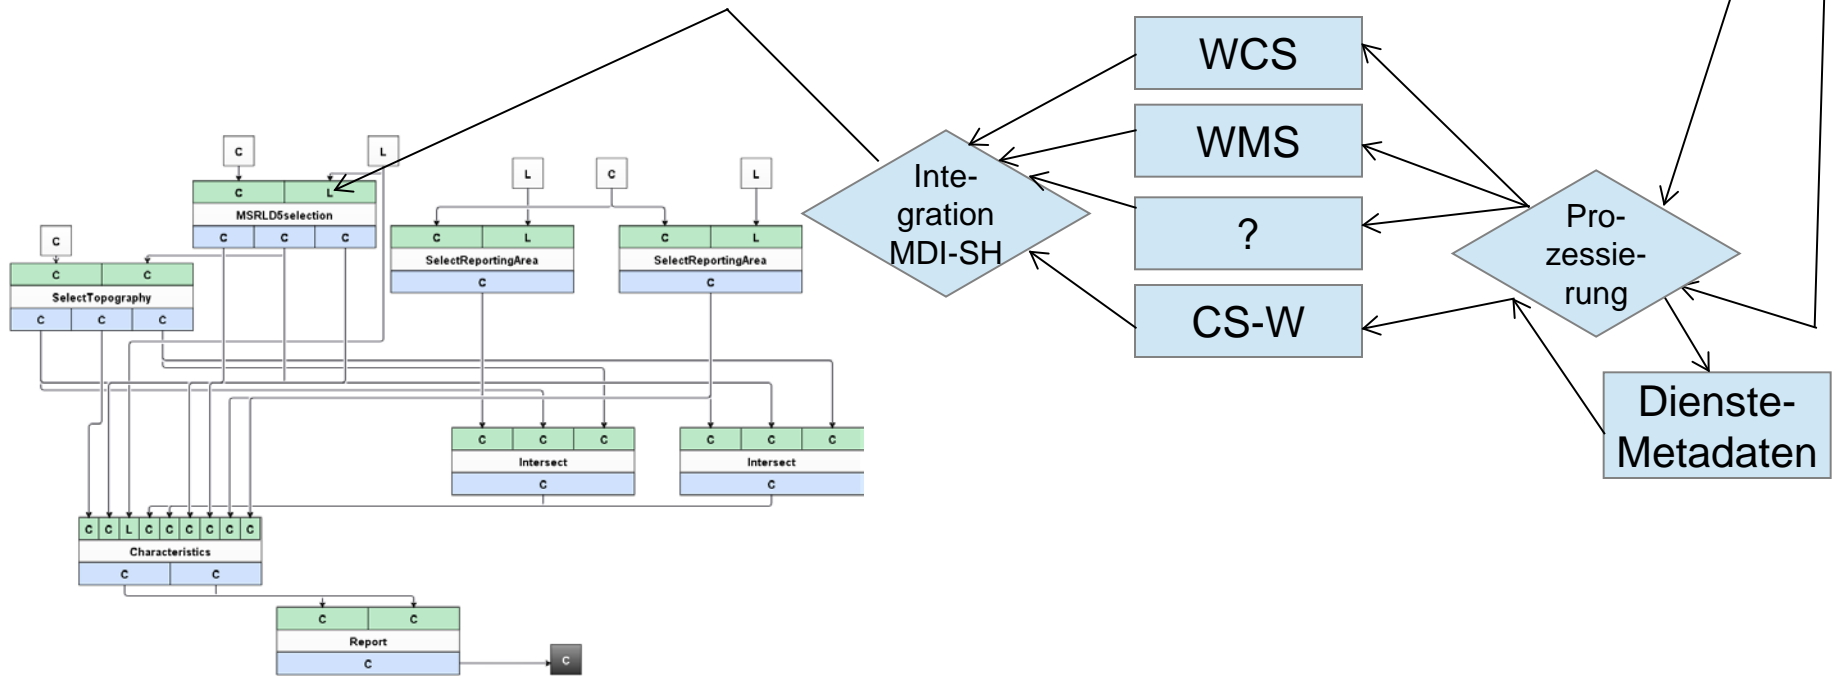 C
L
C L
MSRLD5selection
C C C
C
C C
SelectTopography
C C C
L
C
L
C L
SelectReportingArea
C
C L
SelectReportingArea
C
C C C
Intersect
C
C C C
Intersect
C
C C L C C C C C C
Characteristics
C C
C C
Report
C
C
Inte-
gration
MDI-SH
WCS
WMS
?
CS-W
Pro-
zessie-
rung
Dienste-
Metadaten